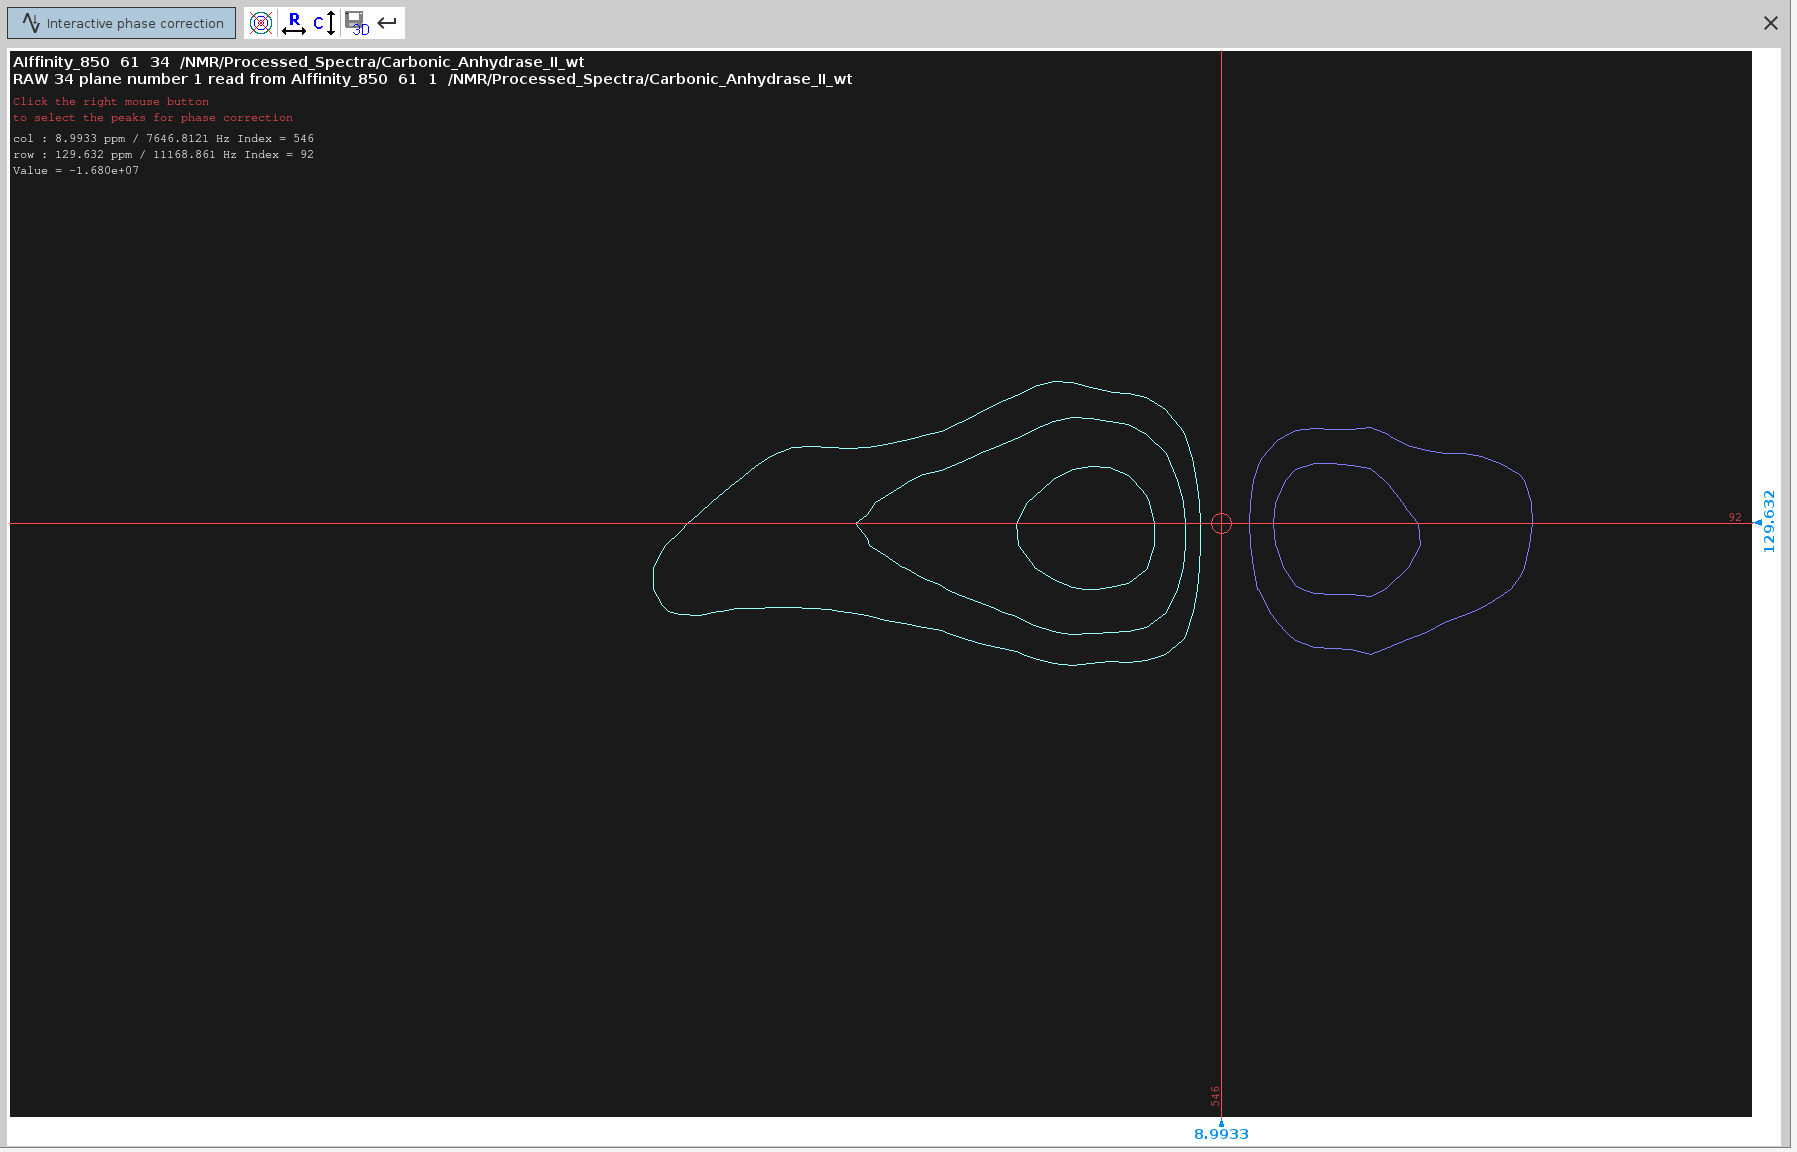 Interactive phase correction
R
C
3D
AIffinity_850 61 34 /NMR/Processed_Spectra/Carbonic_Anhydrase_II_wt
RAW 34 plane number 1 read from AIffinity_850 61 1 /NMR/Processed_Spectra/Carbonic_Anhydrase_II_wt
Click the right mouse button
to select the peaks for phase correction
col : 8.9933 ppm / 7646.8121 Hz Index = 546
row : 129.632 ppm / 11168.861 Hz Index = 92
Value = -1.680e+07
92
129.632
546
8.9933